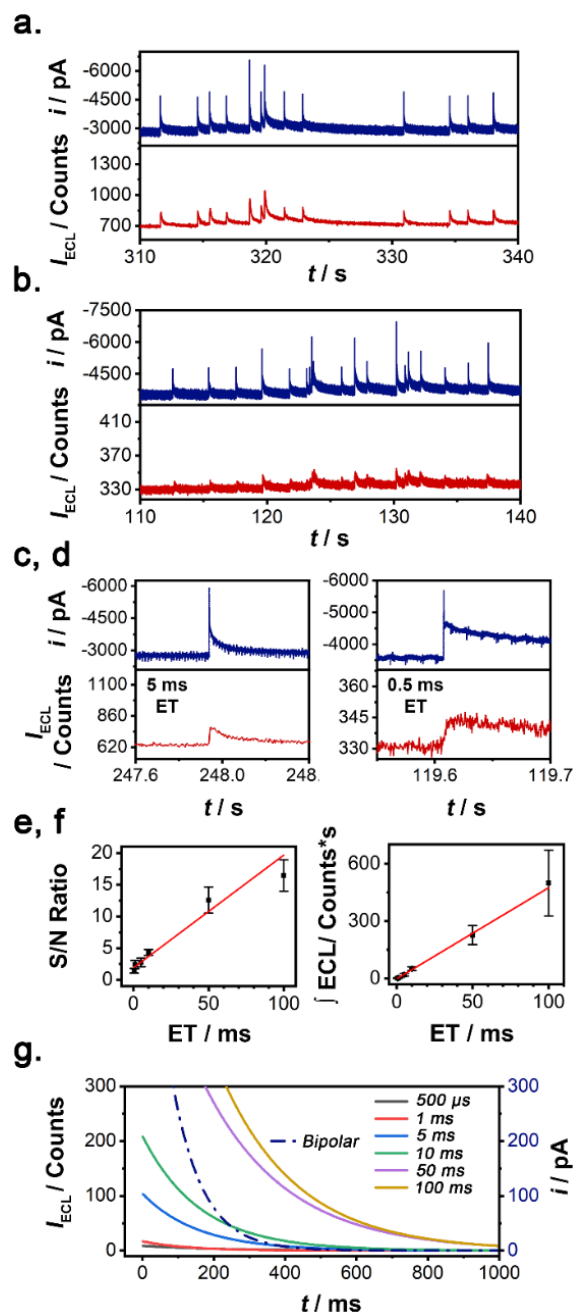 a.
i / pA
-6000
-4500
-3000
I_ECL / Counts
1300
1000
700
310 320 330 340
t / s
b.
i / pA
-7500
-6000
-4500
I_ECL / Counts
410
370
330
110 120 130 140
t / s
c, d
i / pA
-6000
-4500
-3000
I_ECL
/ Counts
1100
860
620
5 ms
ET
247.6 248.0 248.
t / s
-6000
-5000
-4000
360
345
330
0.5 ms
ET
119.6 119.7
t / s
e, f
S/N Ratio
20
15
10
5
0
0 50 100
ET / ms
∫ ECL/ Counts*s
600
300
0
0 50 100
ET / ms
g.
I_ECL / Counts
300
200
100
0
Bipolar
500 µs
1 ms
5 ms
10 ms
50 ms
100 ms
300
200
100
0
i / pA
0 200 400 600 800 1000
t / ms